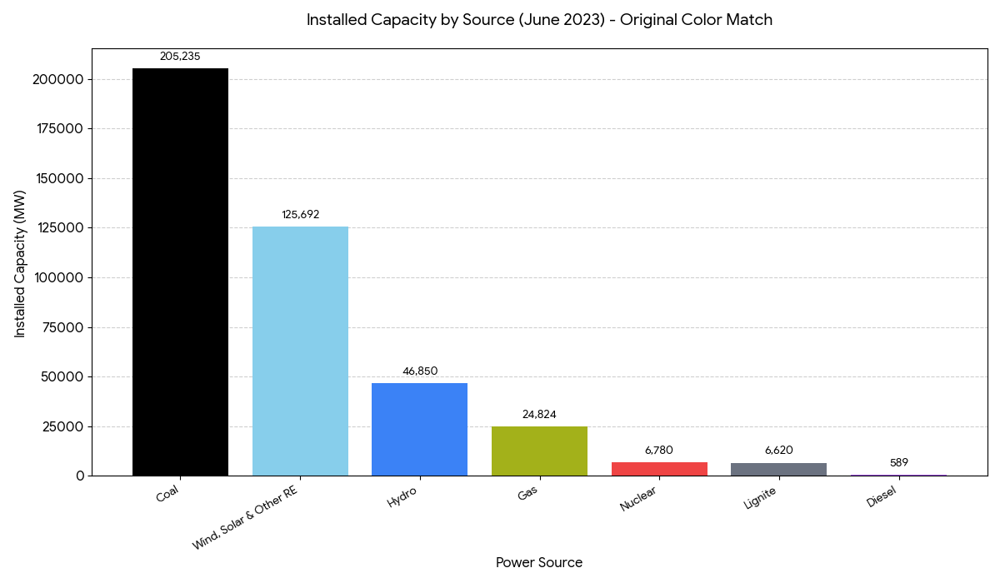 Installed Capacity by Source (June 2023) - Original Color Match
Installed Capacity (MW)
200000
175000
150000
125000
100000
75000
50000
25000
0
205,235
125,692
46,850
24,824
6,780
6,620
589
Coal
Wind, Solar & Other RE
Hydro
Gas
Nuclear
Lignite
Diesel
Power Source